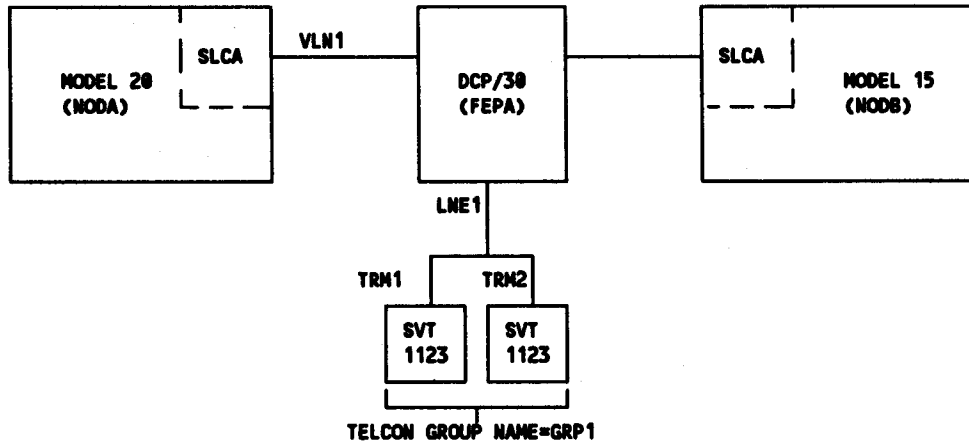 VLN1
SLCA
MODEL 20
(NODA)
DCP/30
(FEPA)
SLCA
MODEL 15
(NODB)
LNE1
TRM1
TRM2
SVT
1123
SVT
1123
TELCON GROUP NAME=GRP1